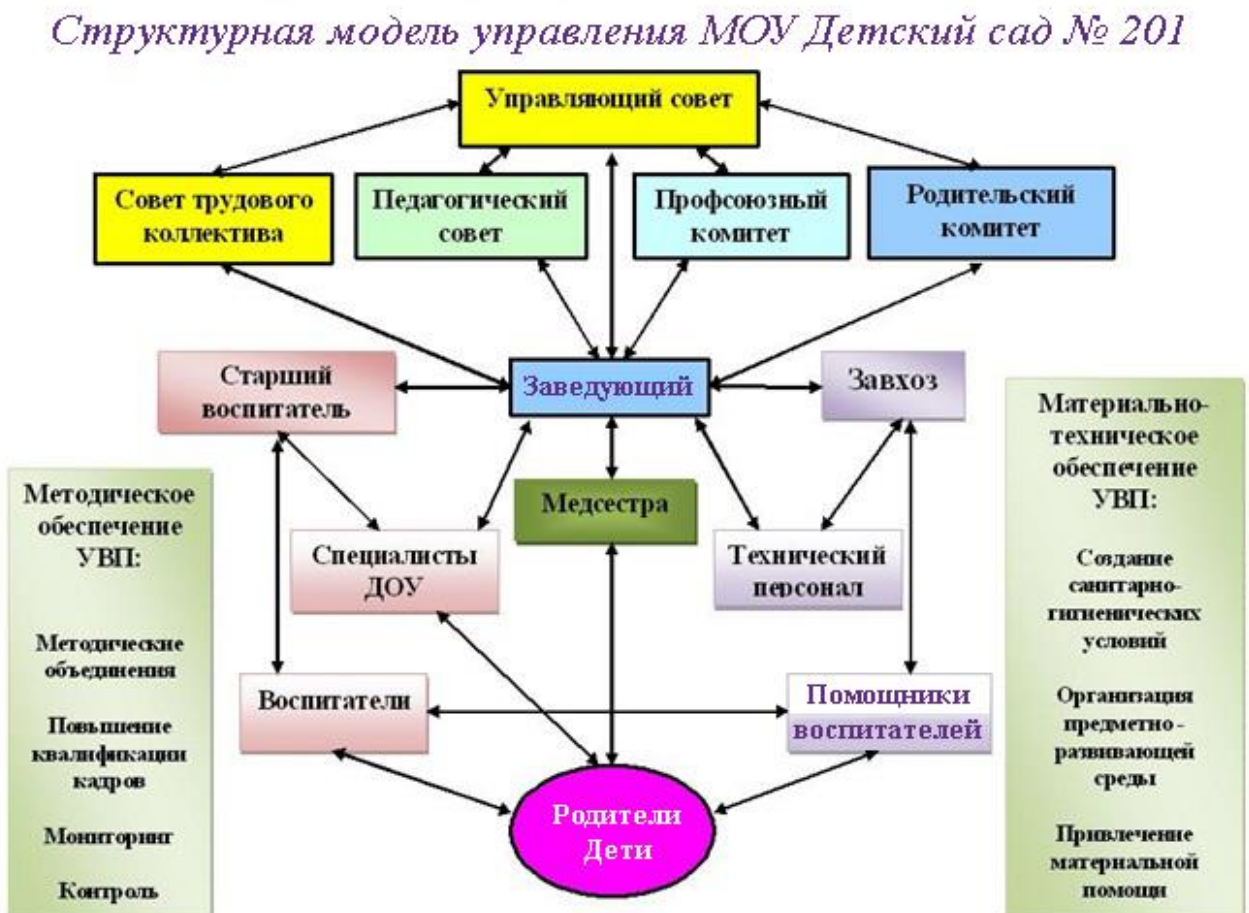 Структурная модель управления МОУ Детский сад № 201
Управляющий совет
Совет трудового
коллектива
Педагогический
совет
Профсоюзный
комитет
Родительский
комитет
Старший
воспитатель
Заведующий
Завхоз
Методическое
обеспечение
УВП:
Методические
объединения
Повышение
квалификации
кадров
Мониторинг
Контроль
Медсестра
Специалисты
ДОУ
Технический
персонал
Воспитатели
Помощники
воспитателей
Родители
Дети
Материально-
техническое
обеспечение
УВП:
Создание
санитарно-
гигиенических
условий
Организация
предметно -
развивающей
среды
Привлечение
материальной
помощи